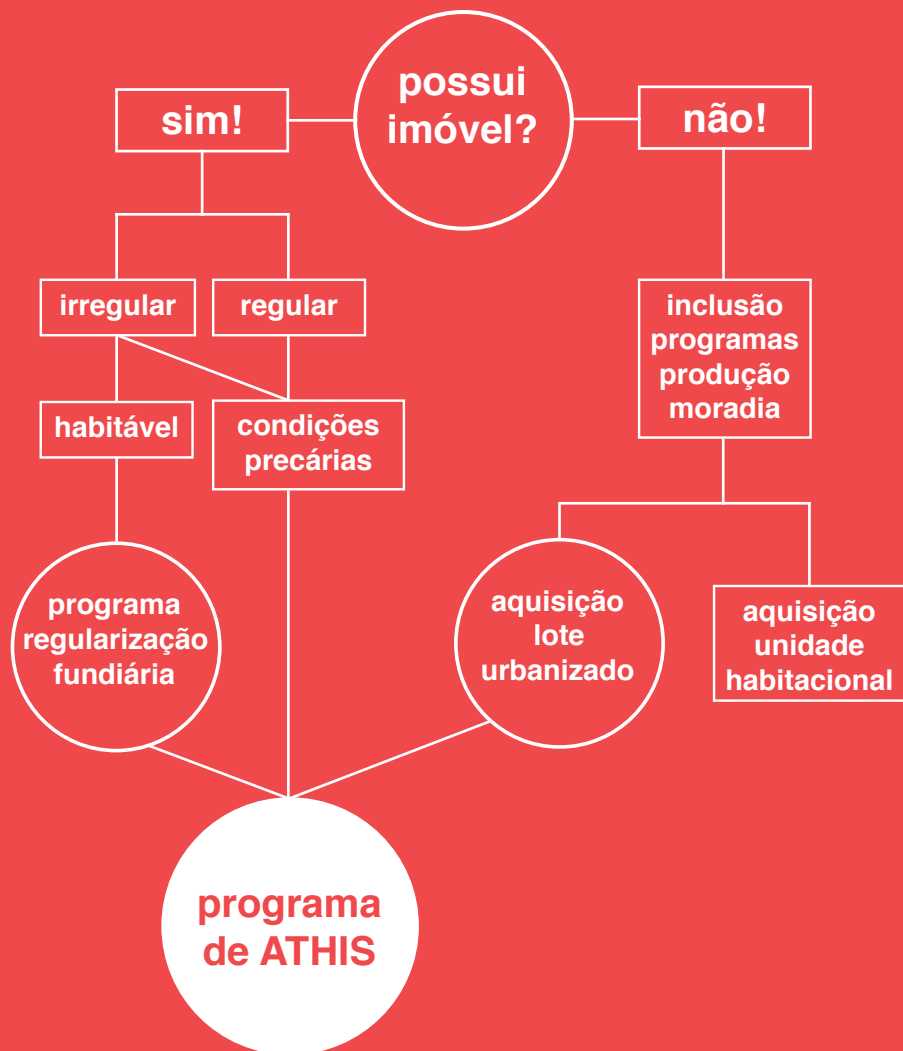 possui
imóvel?
sim!
não!
irregular
regular
inclusão
programas
produção
moradia
habitável
condições
precárias
programa
regularização
fundiária
aquisição
lote
urbanizado
aquisição
unidade
habitacional
programa
de ATHIS